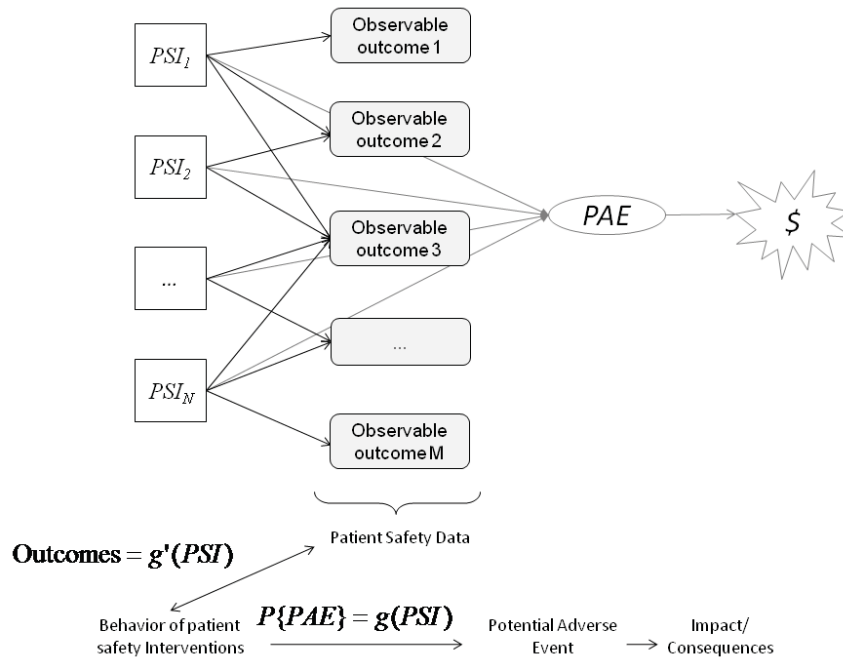 PSI₁
Observable
outcome 1
PSI₂
Observable
outcome 2
...
Observable
outcome 3
PAE
$
PSI_N
...
Observable
outcome M
Patient Safety Data
Outcomes = g'(PSI)
Behavior of patient
safety Interventions
P{PAE} = g(PSI)
Potential Adverse
Event
Impact/
Consequences